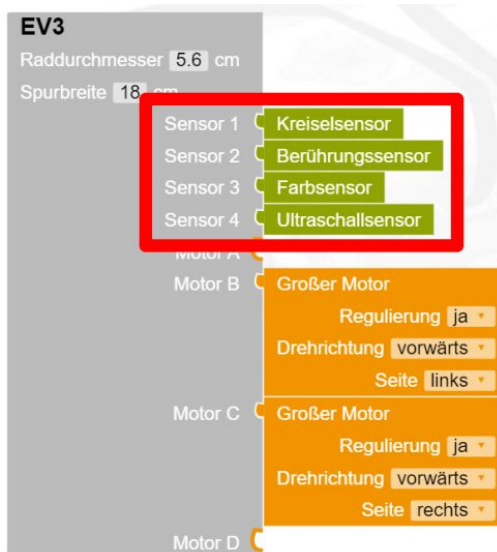 EV3
Raddurchmesser 5.6 cm
Spurbreite 18 cm
Sensor 1 Kreiselsensor
Sensor 2 Berührungssensor
Sensor 3 Farbsensor
Sensor 4 Ultraschallsensor
Motor A
Motor B Großer Motor
Regulierung ja
Drehrichtung vorwärts
Seite links
Motor C Großer Motor
Regulierung ja
Drehrichtung vorwärts
Seite rechts
Motor D